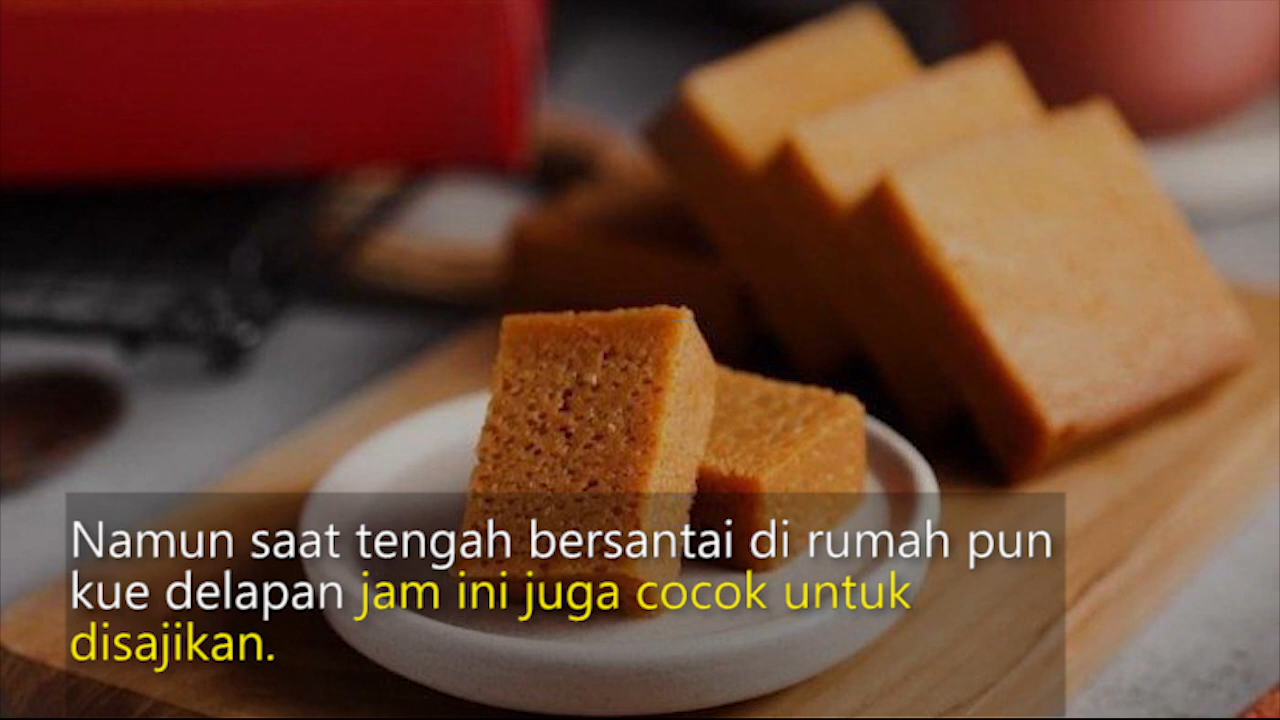 Namun saat tengah bersantai di rumah pun
kue delapan jam ini juga cocok untuk
disajikan.